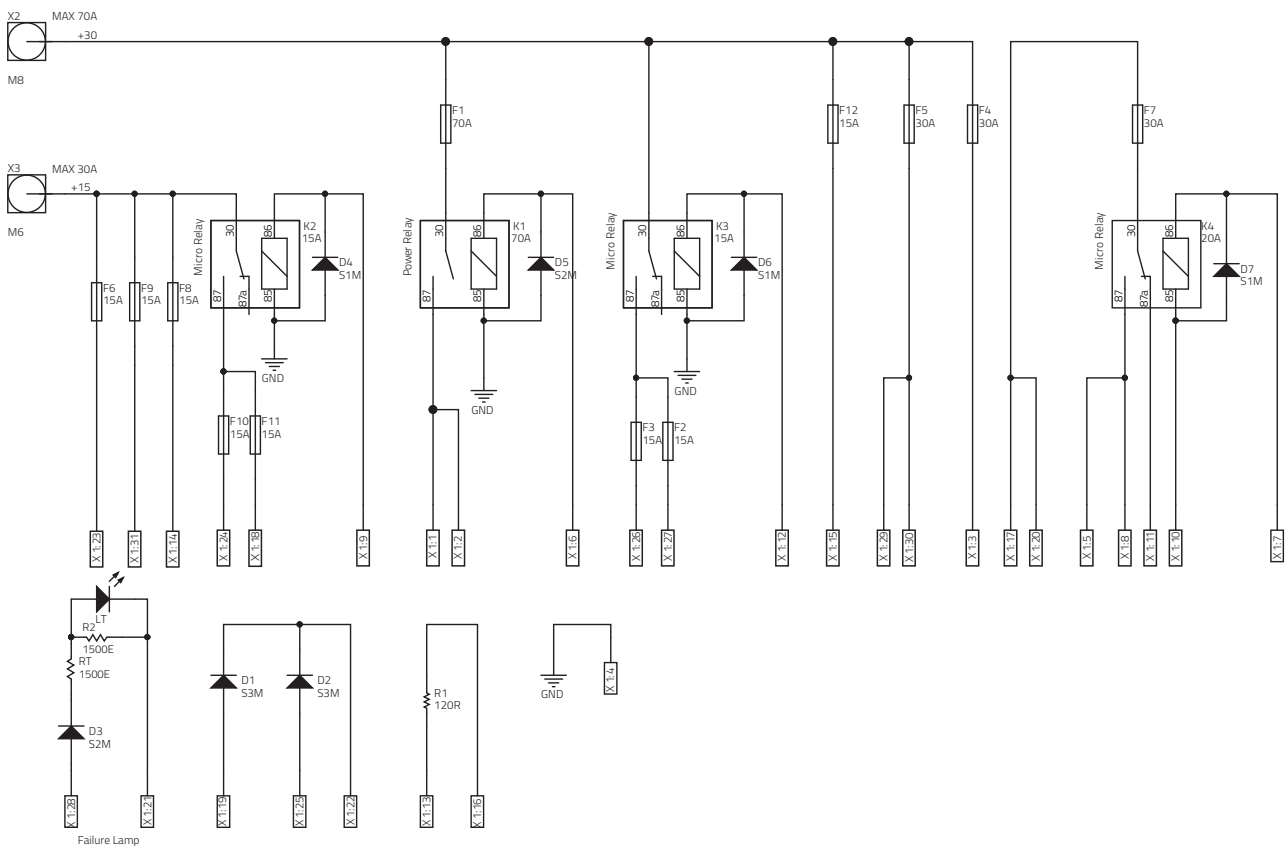 X2
MAX 70A
+30
M8
F1
70A
F12
15A
F5
30A
F4
30A
F7
30A
X3
MAX 30A
+15
M6
Micro Relay
30
86
87
87a
85
K2
15A
D4
S1M
GND
Power Relay
30
86
87
85
K1
70A
D5
S2M
GND
Micro Relay
30
86
87
87a
85
K3
15A
D6
S1M
GND
Micro Relay
30
86
87
87a
85
K4
20A
D7
S1M
F6
15A
F9
15A
F8
15A
F10
15A
F11
15A
F3
15A
F2
15A
X 1:23
X 1:31
X 1:14
X 1:24
X 1:18
X 1:9
X 1:1
X 1:2
X 1:6
X 1:26
X 1:27
X 1:12
X 1:15
X 1:29
X 1:30
X 1:3
X 1:17
X 1:20
X 1:5
X 1:8
X 1:11
X 1:10
X 1:7
LT
R2
1500E
RT
1500E
D3
S2M
D1
S3M
D2
S3M
R1
120R
GND
X 1:4
X 1:28
X 1:21
X 1:19
X 1:25
X 1:22
X 1:13
X 1:16
Failure Lamp